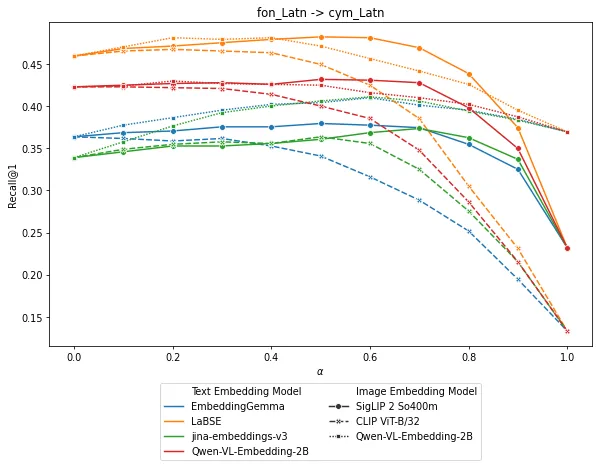 fon_Latn -> cym_Latn
Recall@1
0.45
0.40
0.35
0.30
0.25
0.20
0.15
0.0
0.2
0.4
0.6
0.8
1.0
α
Text Embedding Model
EmbeddingGemma
LaBSE
jina-embeddings-v3
Qwen-VL-Embedding-2B
Image Embedding Model
SigLIP 2 So400m
CLIP ViT-B/32
Qwen-VL-Embedding-2B